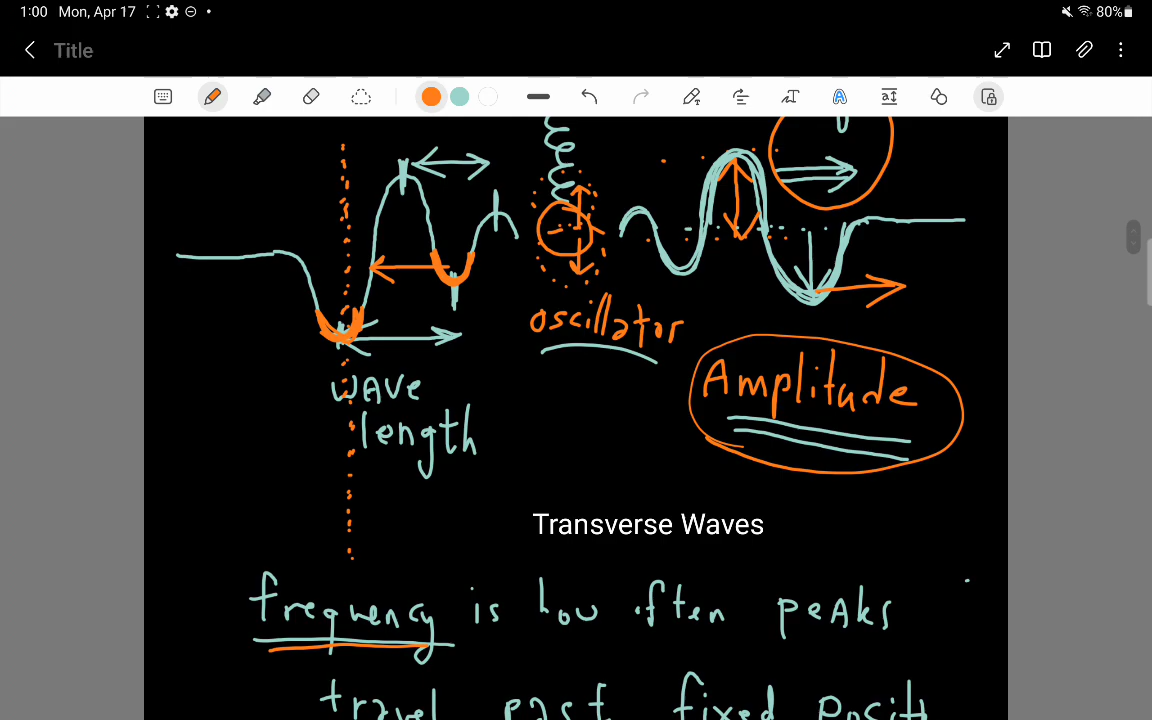 1:00 Mon, Apr 17
80%
Title
oscillator
Amplitude
wave
length
Transverse Waves
frequency is how often peaks
travel past fixed